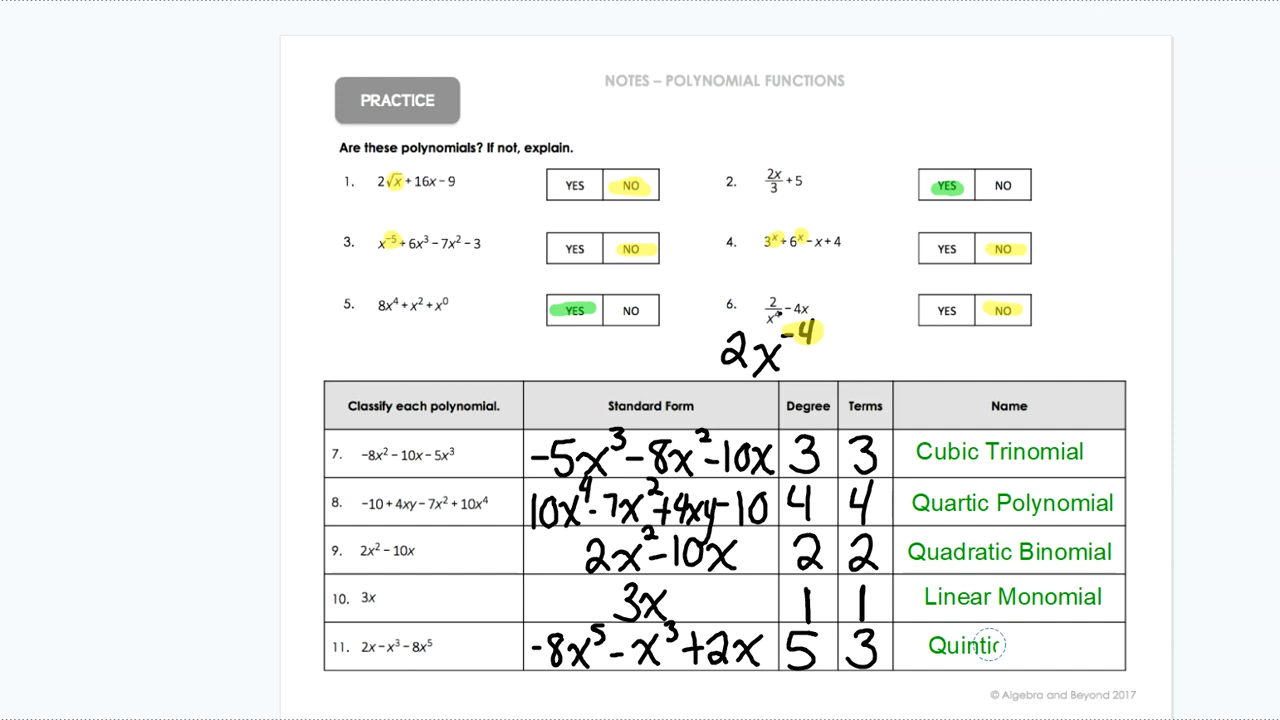 NOTES – POLYNOMIAL FUNCTIONS
PRACTICE
Are these polynomials? If not, explain.
1. 2√x + 16x – 9 YES NO 2. 2x/3 + 5 YES NO
3. x⁻⁵ + 6x³ – 7x² – 3 YES NO 4. 3ˣ + 6ˣ – x + 4 YES NO
5. 8x⁴ + x² + x⁰ YES NO 6. 2/x⁴ – 4x YES NO
2x⁻⁴
Classify each polynomial. Standard Form Degree Terms Name
7. –8x² – 10x – 5x³ -5x³-8x²-10x 3 3 Cubic Trinomial
8. –10 + 4xy – 7x² + 10x⁴ 10x⁴-7x²+4xy-10 4 4 Quartic Polynomial
9. 2x² – 10x 2x²-10x 2 2 Quadratic Binomial
10. 3x 3x 1 1 Linear Monomial
11. 2x – x³ – 8x⁵ -8x⁵-x³+2x 5 3 Quintic
© Algebra and Beyond 2017